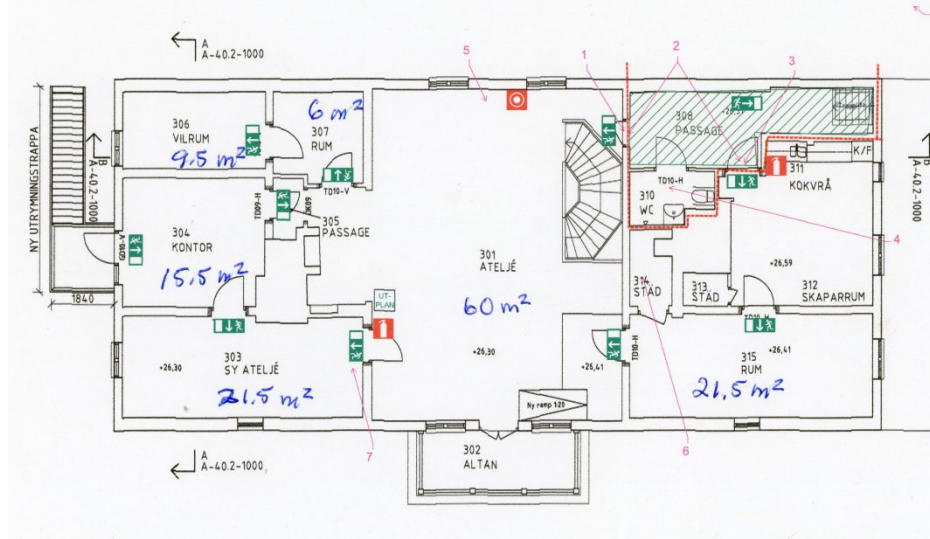 A
A-40.2-1000
5
2
3
1
NY UTRYMNINGSTRAPPA
B
A-40.2-1000
306
VILRUM
9.5 m²
6 m²
307
RUM
TD10-V
308
PASSAGE
K/F
311
KOKVRÅ
B
A-40.2-1000
TD10-H
310
WC
4
TD09-H
305
PASSAGE
304
KONTOR
15,5 m²
GD10-V
1840
301
ATELJÉ
60 m²
UT-
PLAN
+26,59
312
SKAPARRUM
314
STÄD
313
STÄD
TD10-H
303
SY ATELJÉ
+26,30
21.5 m²
+26,30
+26,41
TD10-H
315
RUM
+26,41
21,5 m²
Ny ramp 1:20
302
ALTAN
A
A-40.2-1000
7
6